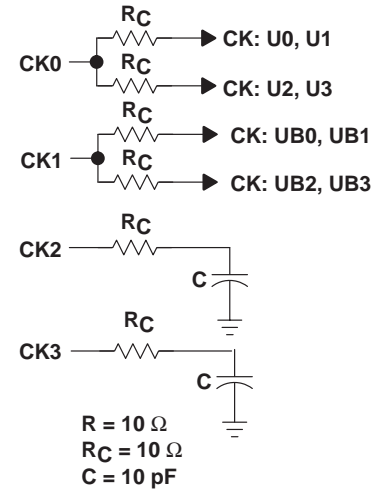 RC
CK: U0, U1
CK0
RC
CK: U2, U3
RC
CK: UB0, UB1
CK1
RC
CK: UB2, UB3
CK2
RC
C
RC
CK3
C
R = 10 Ω
RC = 10 Ω
C = 10 pF